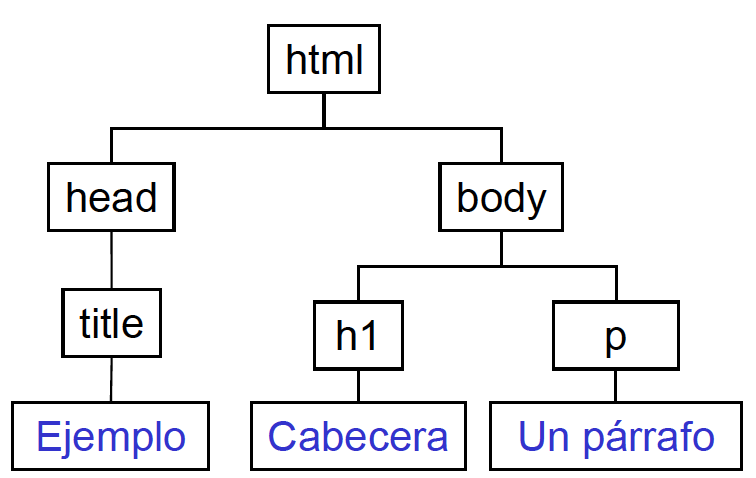 html
head
body
title
h1
p
Ejemplo
Cabecera
Un párrafo